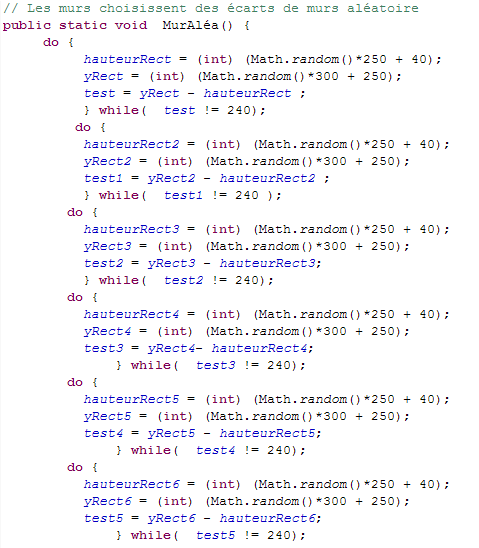 // Les murs choisissent des écarts de murs aléatoire
public static void  MurAléa() {
do {
hauteurRect = (int) (Math.random()*250 + 40);
yRect = (int) (Math.random()*300 + 250);
test = yRect - hauteurRect ;
} while(  test != 240);
do {
hauteurRect2 = (int) (Math.random()*250 + 40);
yRect2 = (int) (Math.random()*300 + 250);
test1 = yRect2 - hauteurRect2 ;
} while(  test1 != 240 );
do {
hauteurRect3 = (int) (Math.random()*250 + 40);
yRect3 = (int) (Math.random()*300 + 250);
test2 = yRect3 - hauteurRect3;
} while(  test2 != 240);
do {
hauteurRect4 = (int) (Math.random()*250 + 40);
yRect4 = (int) (Math.random()*300 + 250);
test3 = yRect4- hauteurRect4;
} while(  test3 != 240);
do {
hauteurRect5 = (int) (Math.random()*250 + 40);
yRect5 = (int) (Math.random()*300 + 250);
test4 = yRect5 - hauteurRect5;
} while(  test4 != 240);
do {
hauteurRect6 = (int) (Math.random()*250 + 40);
yRect6 = (int) (Math.random()*300 + 250);
test5 = yRect6 - hauteurRect6;
} while(  test5 != 240);